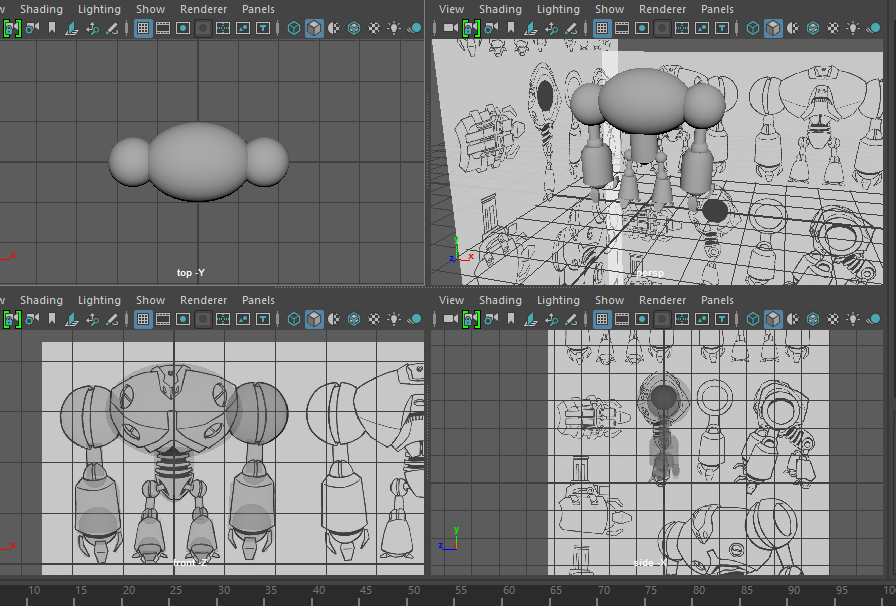 w Shading Lighting Show Renderer Panels
View Shading Lighting Show Renderer Panels
x
top -Y
y
z x
persp
w Shading Lighting Show Renderer Panels
View Shading Lighting Show Renderer Panels
x
front -Z
y
z
side -X
10 15 20 25 30 35 40 45 50 55 60 65 70 75 80 85 90 95 10